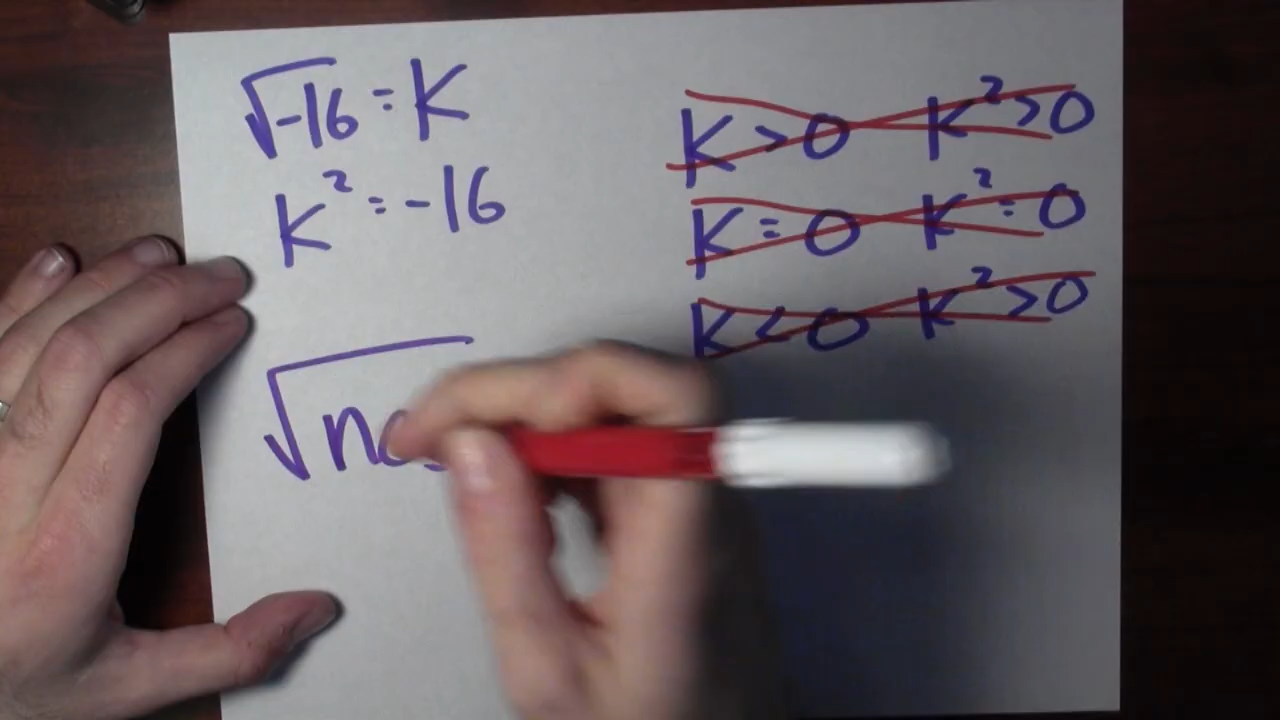 √-16 = K
K² = -16
K > 0 K² > 0
K = 0 K² = 0
K < 0 K² > 0